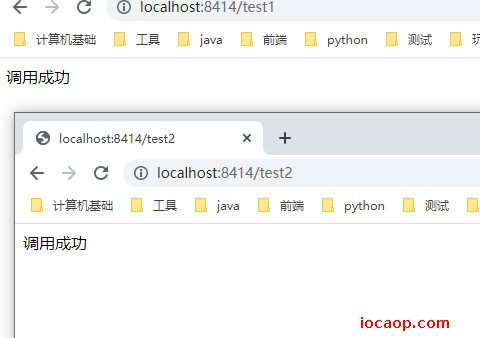 localhost:8414/test1
计算机基础 工具 java 前端 python 测试
调用成功
localhost:8414/test2
localhost:8414/test2
计算机基础 工具 java 前端 python 测试
调用成功
iocaop.com